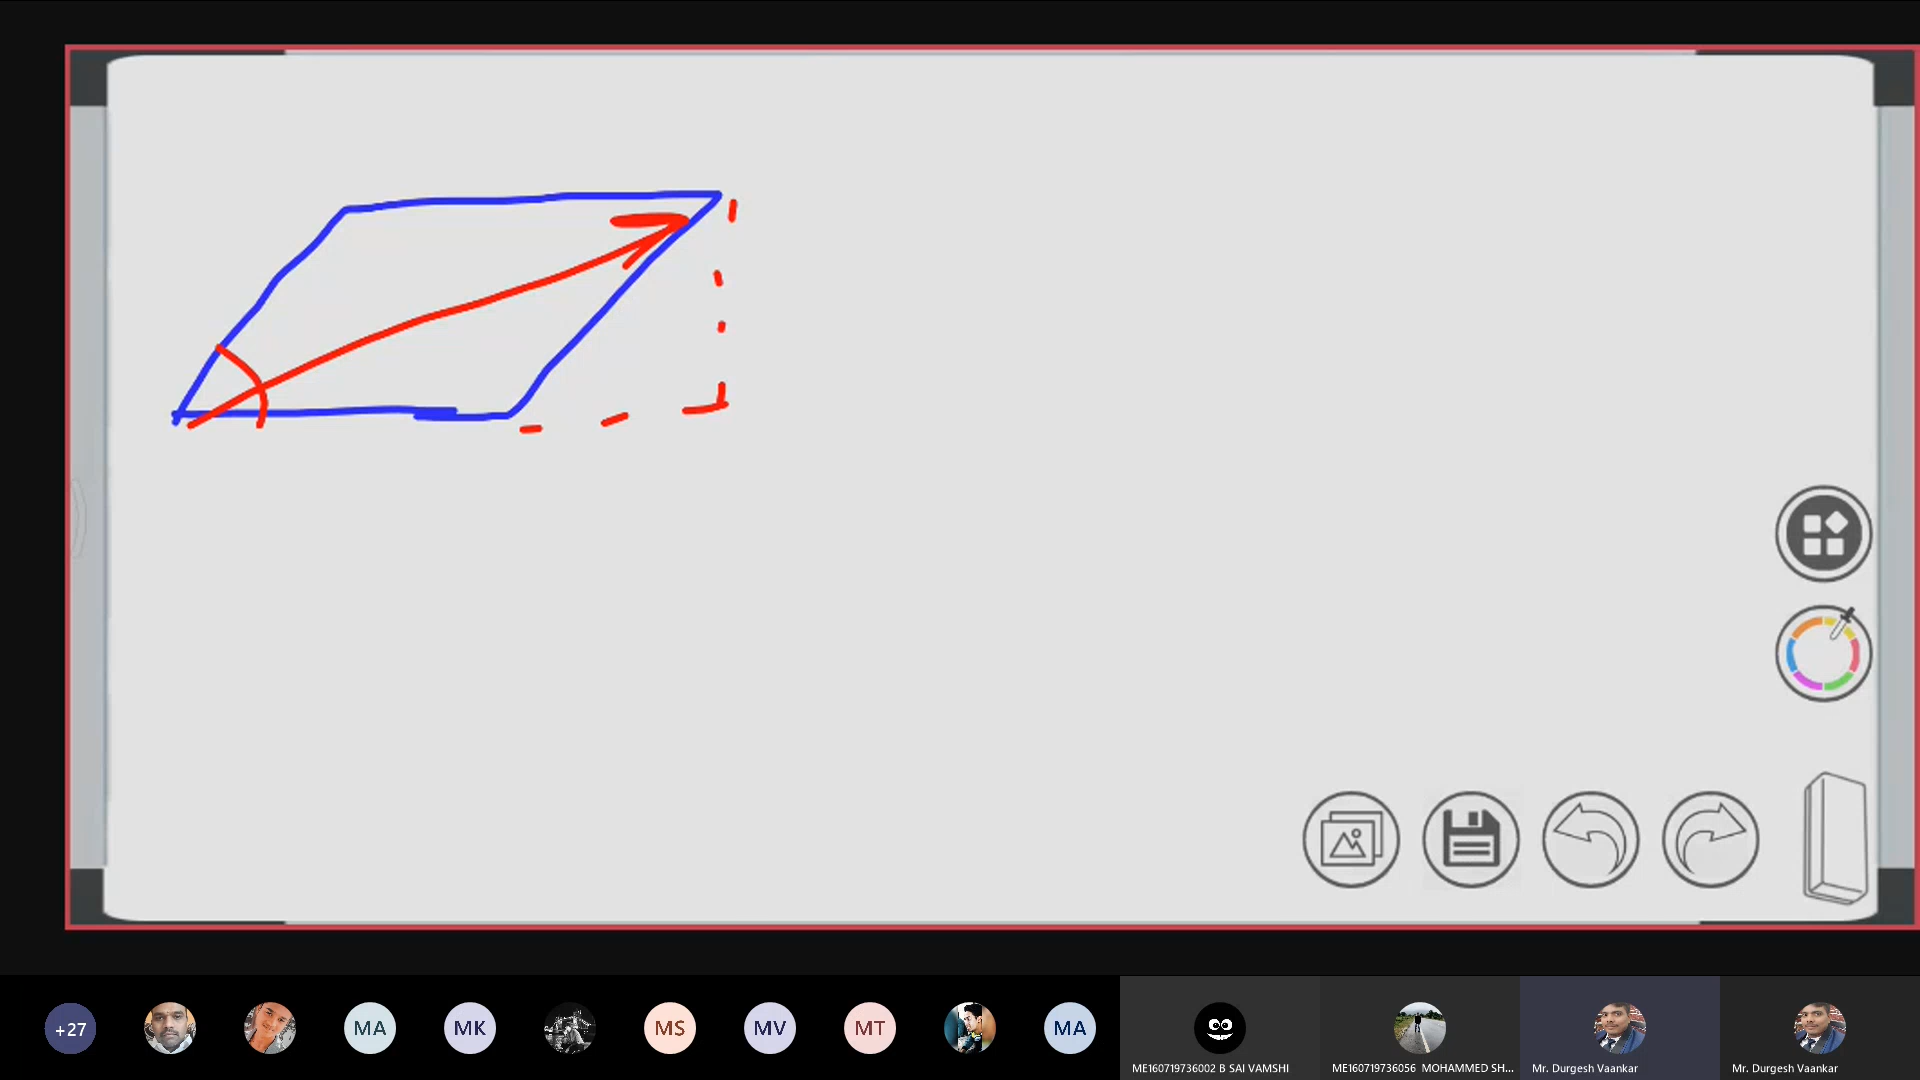 +27
MA
MK
MS
MV
MT
MA
ME160719736002 B SAI VAMSHI
ME160719736056 MOHAMMED SH...
Mr. Durgesh Vaankar
Mr. Durgesh Vaankar